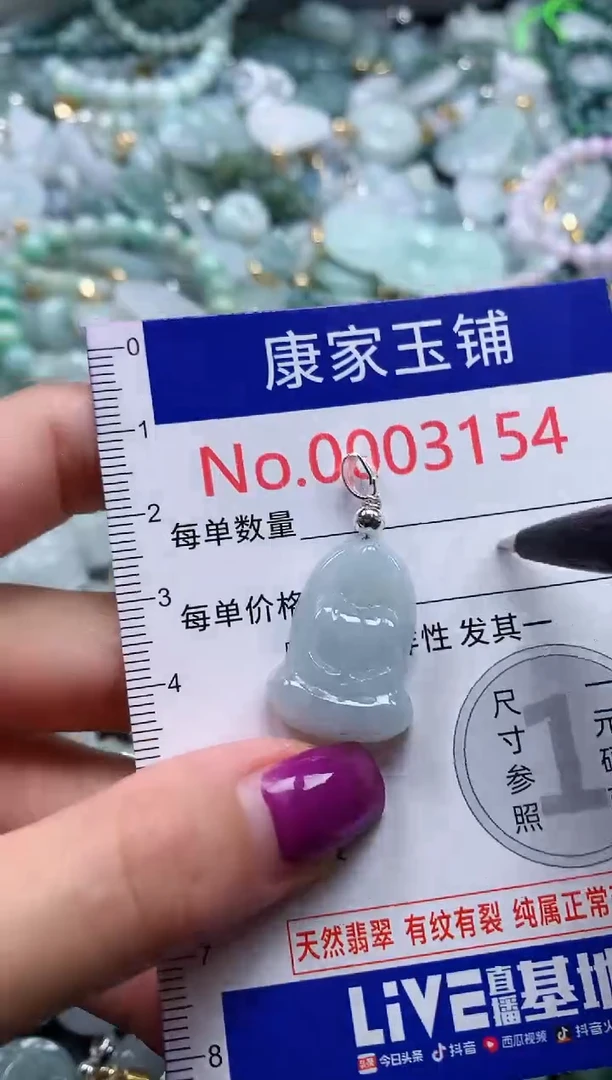 康家玉铺
No.0003154
0
1
2
每单数量
3
每单价格
性 发其一
4
尺寸参照
1
元
天然翡翠 有纹有裂 纯属正常
7
LiVE直播基地
8
今日头条 抖音 西瓜视频 抖音火